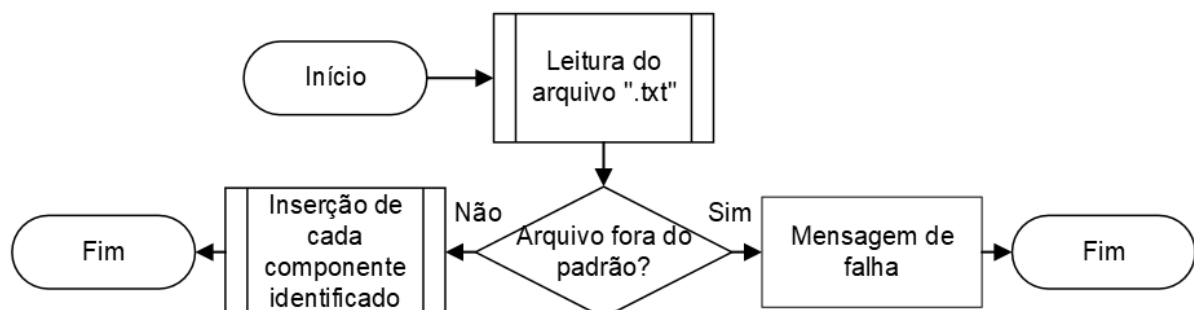 Início
Leitura do
arquivo ".txt"
Fim
Inserção de
cada
componente
identificado
Não
Arquivo fora do
padrão?
Sim
Mensagem de
falha
Fim